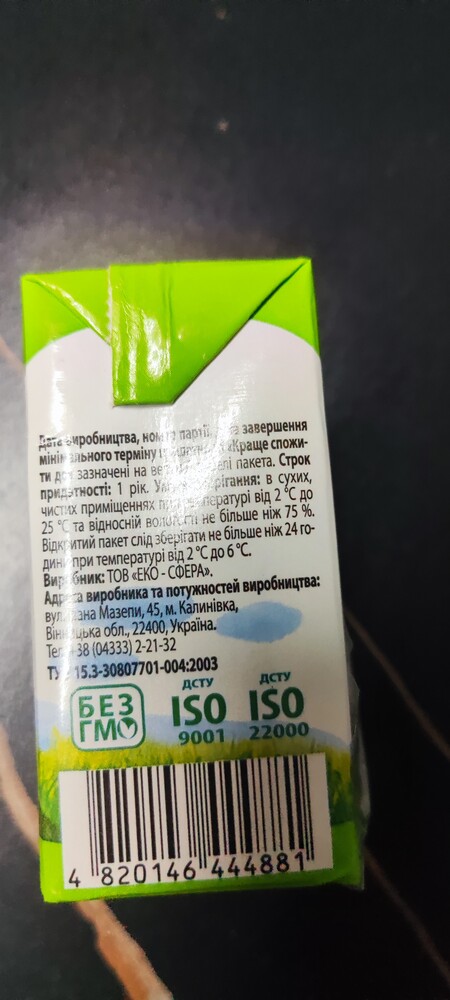 Дата виробництва, номер партії, дата завершення
мінімального терміну придатності «Краще спожи-
ти до» зазначені на верхній панелі пакета. Строк
придатності: 1 рік. Умови зберігання: в сухих,
чистих приміщеннях при температурі від 2 °С до
25 °С та відносній вологості не більше ніж 75 %.
Відкритий пакет слід зберігати не більше ніж 24 го-
дини при температурі від 2 °С до 6 °С.
Виробник: ТОВ «ЕКО - СФЕРА».
Адреса виробника та потужностей виробництва:
вул. Івана Мазепи, 45, м. Калинівка,
Вінницька обл., 22400, Україна.
Тел. +38 (04333) 2-21-32
ТУ У 15.3-30807701-004:2003
БЕЗ
ГМО
ДСТУ
ISO
9001
ДСТУ
ISO
22000
4 820146 444881